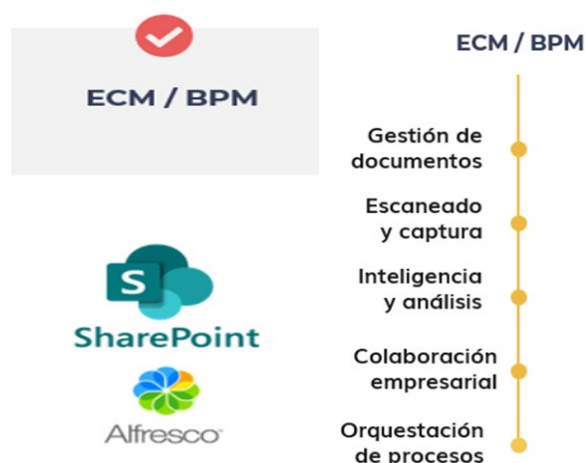 ECM / BPM
S
SharePoint
Alfresco
ECM / BPM
Gestión de
documentos
Escaneado
y captura
Inteligencia
y análisis
Colaboración
empresarial
Orquestación
de procesos